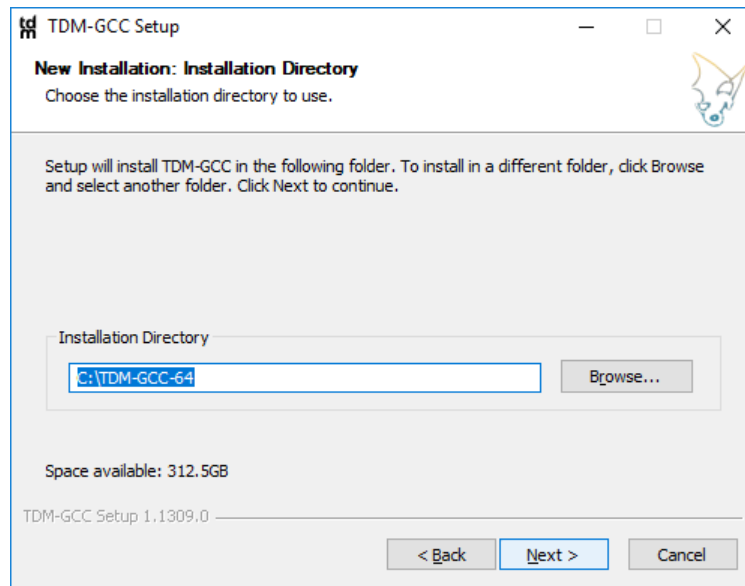 tdm TDM-GCC Setup
New Installation: Installation Directory
Choose the installation directory to use.
Setup will install TDM-GCC in the following folder. To install in a different folder, click Browse
and select another folder. Click Next to continue.
Installation Directory
C:\TDM-GCC-64
Browse...
Space available: 312.5GB
TDM-GCC Setup 1.1309.0
< Back
Next >
Cancel